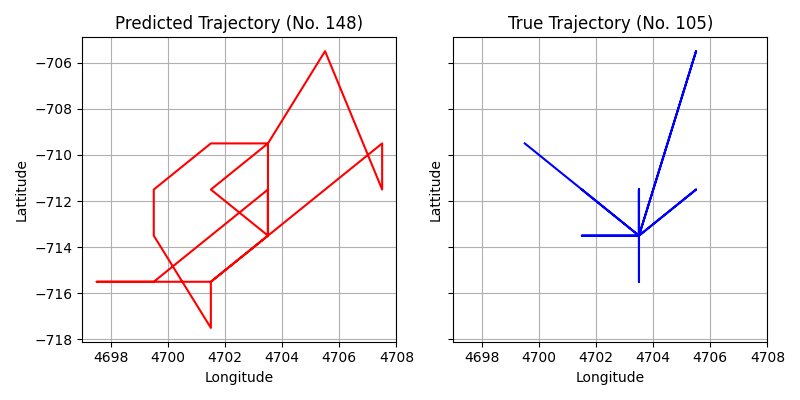 Predicted Trajectory (No. 148)
True Trajectory (No. 105)
Lattitude
−706
−708
−710
−712
−714
−716
−718
4698 4700 4702 4704 4706 4708
Longitude
Lattitude
4698 4700 4702 4704 4706 4708
Longitude